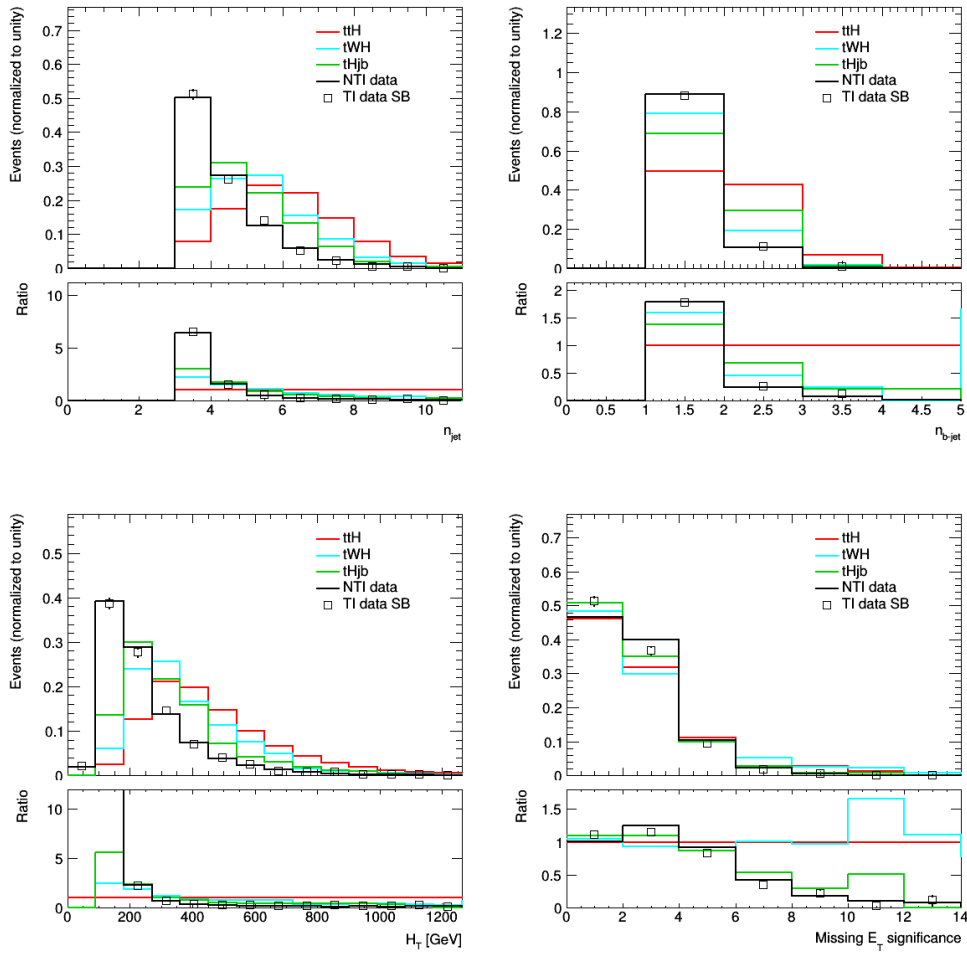 Events (normalized to unity)
0.7
0.6
0.5
0.4
0.3
0.2
0.1
0
ttH
tWH
tHjb
NTI data
TI data SB
Ratio
10
5
0
0 2 4 6 8 10
n_jet
Events (normalized to unity)
1.2
1
0.8
0.6
0.4
0.2
0
ttH
tWH
tHjb
NTI data
TI data SB
Ratio
2
1.5
1
0.5
0
0 0.5 1 1.5 2 2.5 3 3.5 4 4.5 5
n_b-jet
Events (normalized to unity)
0.5
0.4
0.3
0.2
0.1
0
ttH
tWH
tHjb
NTI data
TI data SB
Ratio
10
5
0
0 200 400 600 800 1000 1200
H_T [GeV]
Events (normalized to unity)
0.7
0.6
0.5
0.4
0.3
0.2
0.1
0
ttH
tWH
tHjb
NTI data
TI data SB
Ratio
1.5
1
0.5
0
0 2 4 6 8 10 12 14
Missing E_T significance